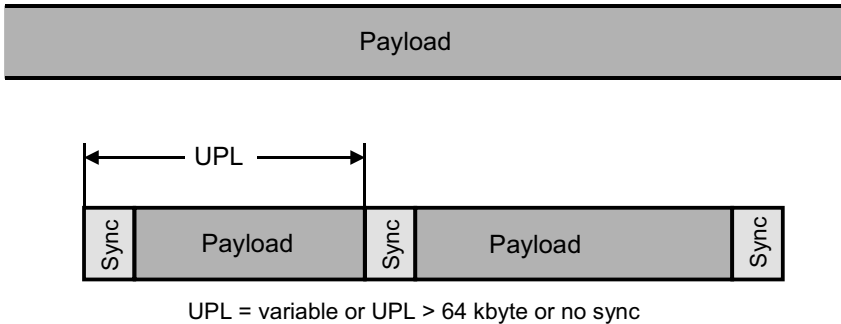 Payload
UPL
Sync Payload Sync Payload Sync
UPL = variable or UPL > 64 kbyte or no sync